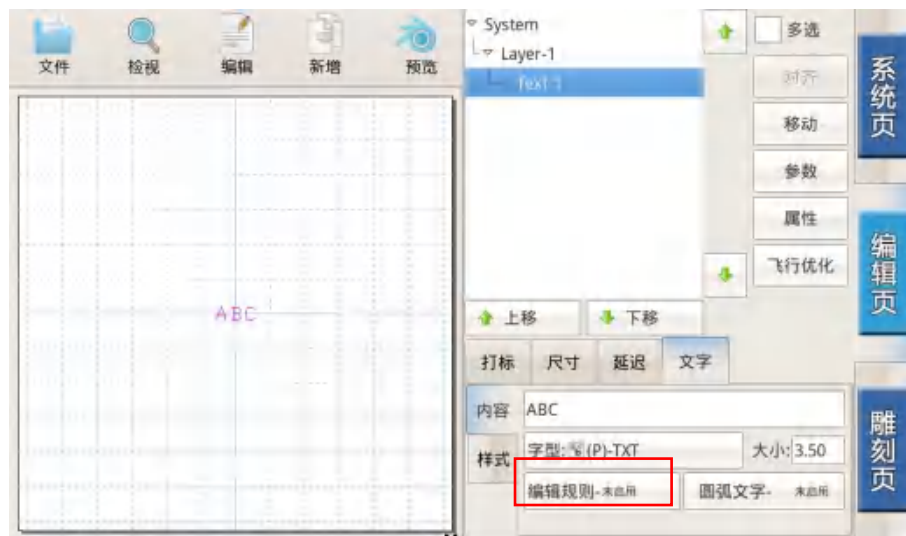 文件 检视 编辑 新增 预览
ABC
System
Layer-1
Text-1
多选
对齐
移动
参数
属性
飞行优化
上移 下移
打标 尺寸 延迟 文字
内容 ABC
样式 字型: (P)-TXT 大小: 3.50
编辑规则-未启用 圆弧文字- 未启用
系统页
编辑页
雕刻页